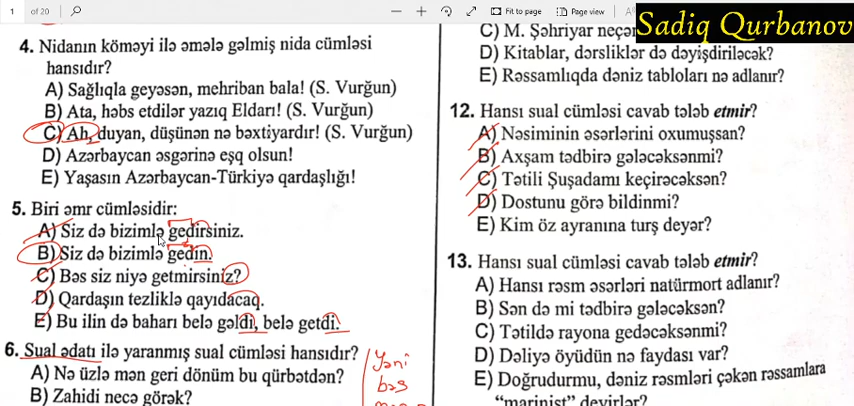 1 of 20 Fit to page Page view
Sadiq Qurbanov
4. Nidanın köməyi ilə əmələ gəlmiş nida cümləsi
hansıdır?
A) Sağlıqla geyəsən, mehriban bala! (S. Vurğun)
B) Ata, həbs etdilər yazıq Eldarı! (S. Vurğun)
C) Ah, duyan, düşünən nə bəxtiyardır! (S. Vurğun)
D) Azərbaycan əsgərinə eşq olsun!
E) Yaşasın Azərbaycan-Türkiyə qardaşlığı!
5. Biri əmr cümləsidir:
A) Siz də bizimlə gedirsiniz.
B) Siz də bizimlə gedin.
C) Bəs siz niyə getmirsiniz?
D) Qardaşın tezliklə qayıdacaq.
E) Bu ilin də baharı belə gəldi, belə getdi.
6. Sual ədatı ilə yaranmış sual cümləsi hansıdır?
A) Nə üzlə mən geri dönüm bu qürbətdən?
B) Zahidi necə görək?
Yəni
bəs
C) M. Şəhriyar
D) Kitablar, dərsliklər də dəyişdiriləcək?
E) Rəssamlıqda dəniz tabloları nə adlanır?
12. Hansı sual cümləsi cavab tələb etmir?
A) Nəsiminin əsərlərini oxumuşsan?
B) Axşam tədbirə gələcəksənmi?
C) Tətili Şuşadamı keçirəcəksən?
D) Dostunu görə bildinmi?
E) Kim öz ayranına turş deyər?
13. Hansı sual cümləsi cavab tələb etmir?
A) Hansı rəsm əsərləri natürmort adlanır?
B) Sən də mi tədbirə gələcəksən?
C) Tətildə rayona gedəcəksənmi?
D) Dəliyə öyüdün nə faydası var?
E) Doğrudurmu, dəniz rəsmləri çəkən rəssamlara
"marinist" deyirlər?